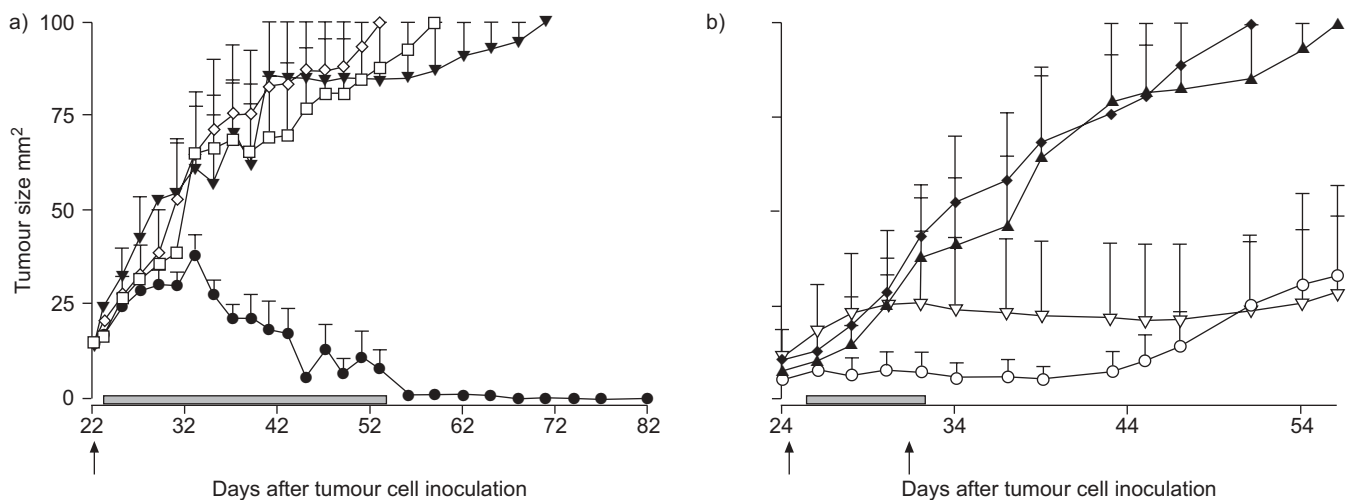 a)
Tumour size mm²
100
75
50
25
0
22 32 42 52 62 72 82
Days after tumour cell inoculation
b)
24 34 44 54
Days after tumour cell inoculation